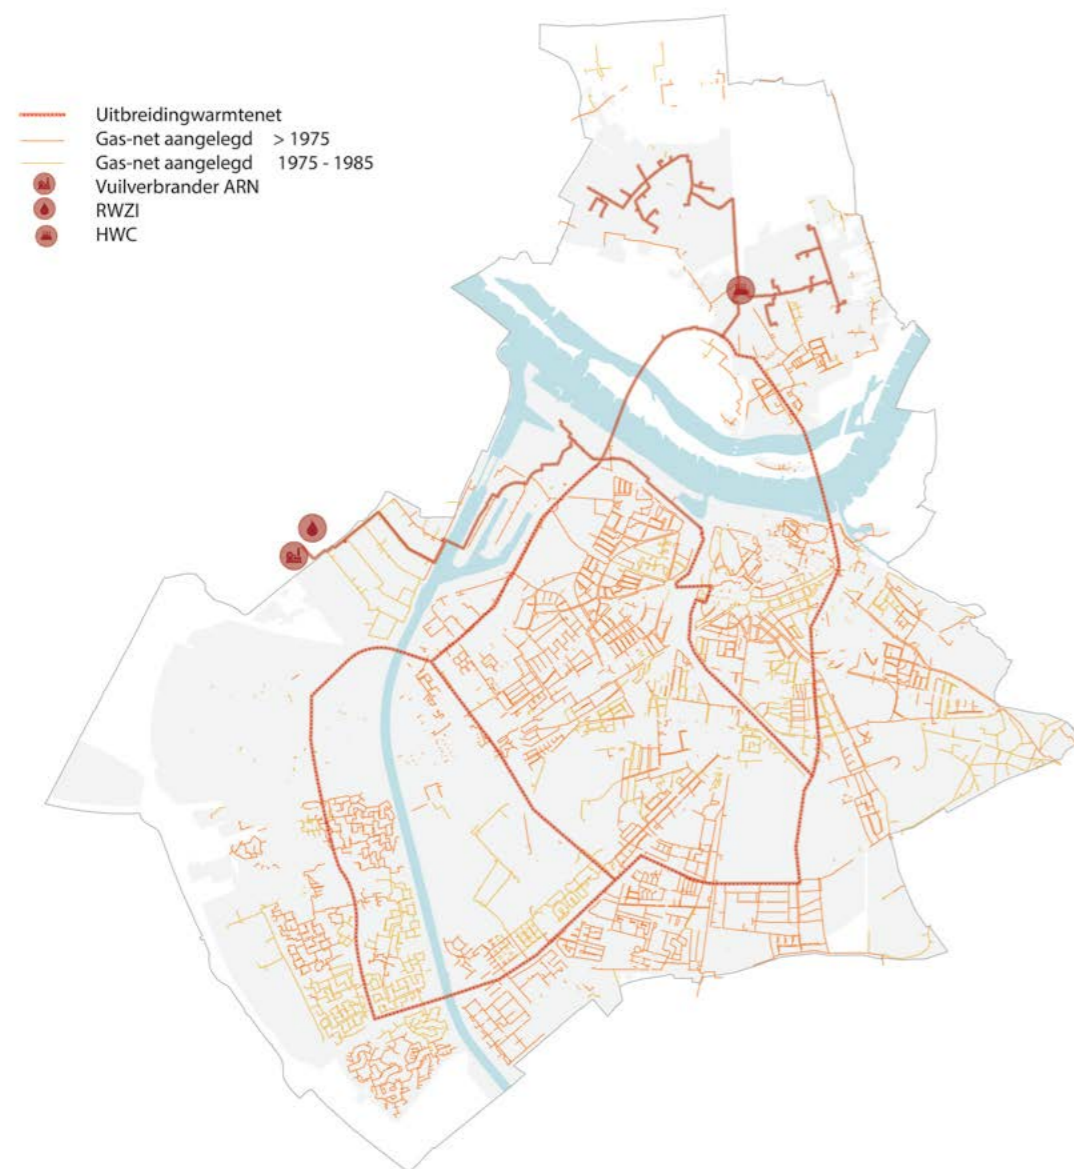 Uitbreidingwarmtenet
Gas-net aangelegd > 1975
Gas-net aangelegd 1975 - 1985
Vuilverbrander ARN
RWZI
HWC